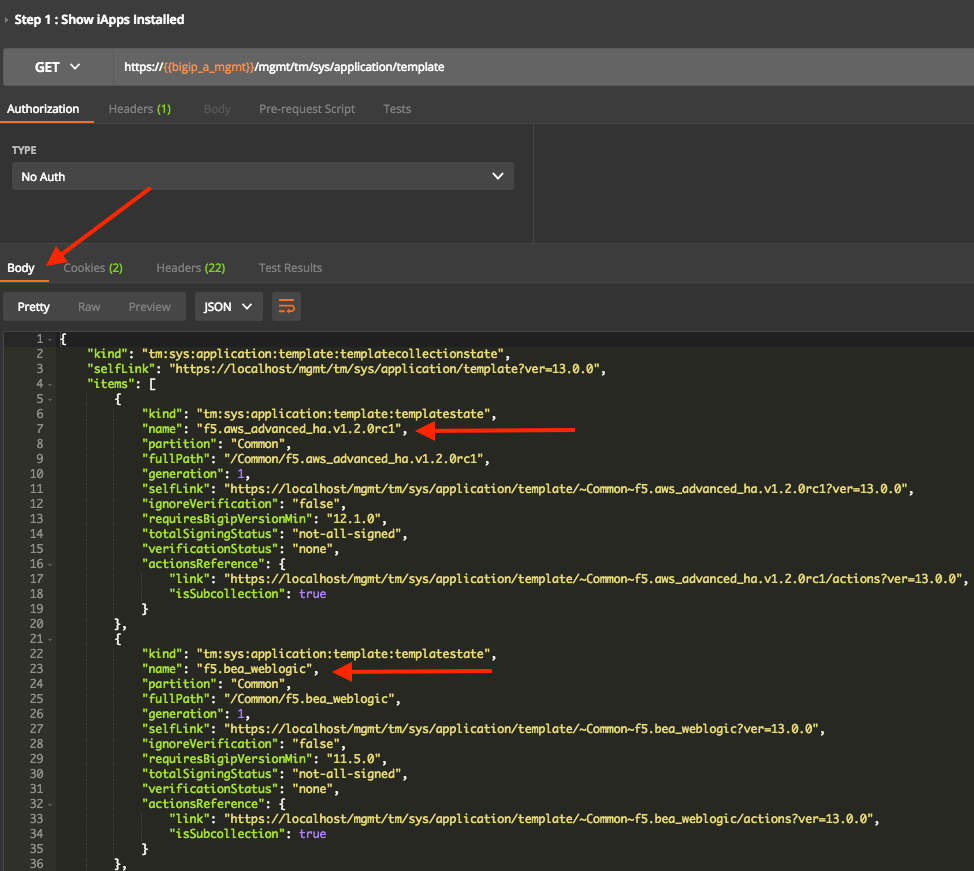 Step 1 : Show iApps Installed
GET https://{{bigip_a_mgmt}}/mgmt/tm/sys/application/template
Authorization Headers (1) Body Pre-request Script Tests
TYPE
No Auth
Body Cookies (2) Headers (22) Test Results
Pretty Raw Preview JSON
1 {
2 "kind": "tm:sys:application:template:templatecollectionstate",
3 "selfLink": "https://localhost/mgmt/tm/sys/application/template?ver=13.0.0",
4 "items": [
5 {
6 "kind": "tm:sys:application:template:templatestate",
7 "name": "f5.aws_advanced_ha.v1.2.0rc1",
8 "partition": "Common",
9 "fullPath": "/Common/f5.aws_advanced_ha.v1.2.0rc1",
10 "generation": 1,
11 "selfLink": "https://localhost/mgmt/tm/sys/application/template/~Common~f5.aws_advanced_ha.v1.2.0rc1?ver=13.0.0",
12 "ignoreVerification": "false",
13 "requiresBigipVersionMin": "12.1.0",
14 "totalSigningStatus": "not-all-signed",
15 "verificationStatus": "none",
16 "actionsReference": {
17 "link": "https://localhost/mgmt/tm/sys/application/template/~Common~f5.aws_advanced_ha.v1.2.0rc1/actions?ver=13.0.0",
18 "isSubcollection": true
19 }
20 },
21 {
22 "kind": "tm:sys:application:template:templatestate",
23 "name": "f5.bea_weblogic",
24 "partition": "Common",
25 "fullPath": "/Common/f5.bea_weblogic",
26 "generation": 1,
27 "selfLink": "https://localhost/mgmt/tm/sys/application/template/~Common~f5.bea_weblogic?ver=13.0.0",
28 "ignoreVerification": "false",
29 "requiresBigipVersionMin": "11.5.0",
30 "totalSigningStatus": "not-all-signed",
31 "verificationStatus": "none",
32 "actionsReference": {
33 "link": "https://localhost/mgmt/tm/sys/application/template/~Common~f5.bea_weblogic/actions?ver=13.0.0",
34 "isSubcollection": true
35 }
36 },